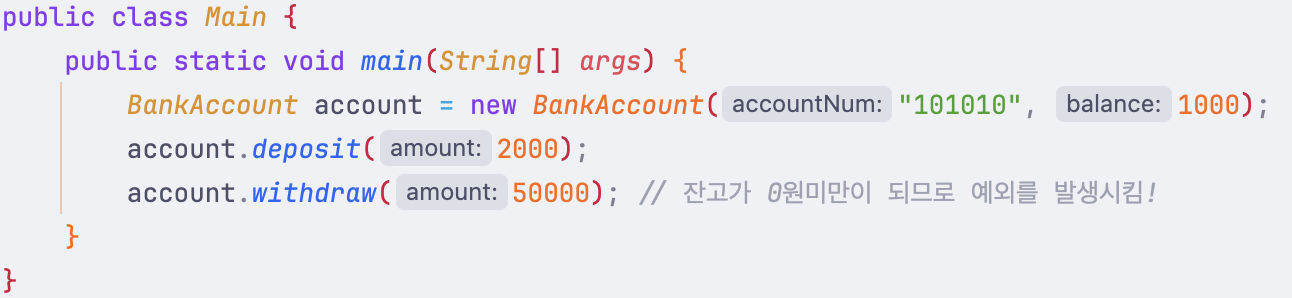 public class Main {
public static void main(String[] args) {
BankAccount account = new BankAccount( accountNum: "101010", balance: 1000);
account.deposit( amount: 2000);
account.withdraw( amount: 50000); // 잔고가 0원미만이 되므로 예외를 발생시킴!
}
}